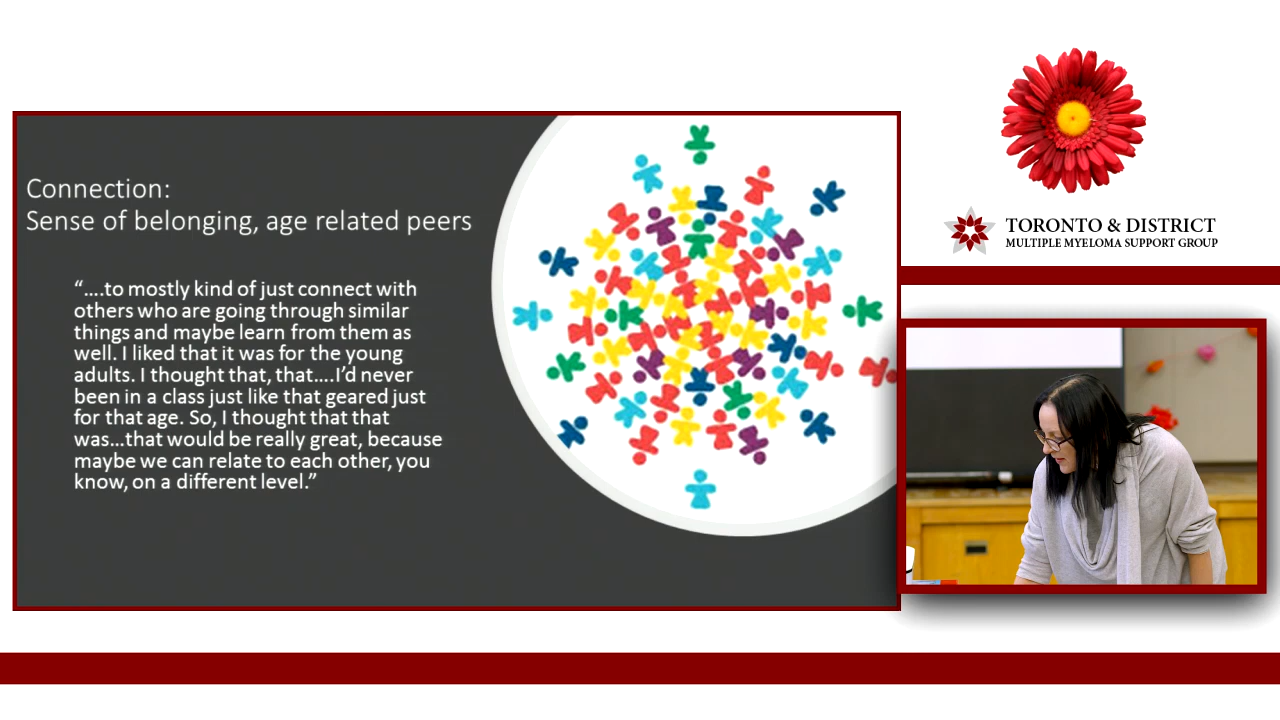 Connection:
Sense of belonging, age related peers
“....to mostly kind of just connect with
others who are going through similar
things and maybe learn from them as
well. I liked that it was for the young
adults. I thought that, that....I’d never
been in a class just like that geared just
for that age. So, I thought that that
was...that would be really great, because
maybe we can relate to each other, you
know, on a different level.”
TORONTO & DISTRICT
MULTIPLE MYELOMA SUPPORT GROUP